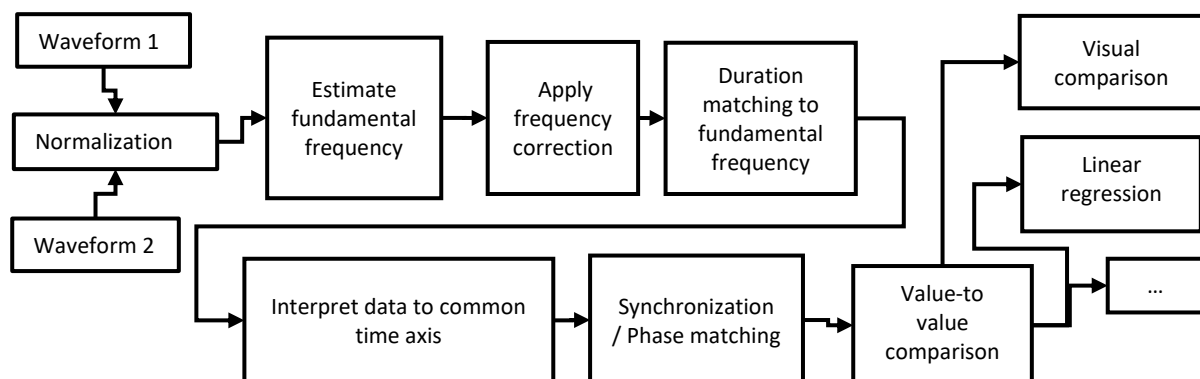 Waveform 1
Normalization
Waveform 2
Estimate
fundamental
frequency
Apply
frequency
correction
Duration
matching to
fundamental
frequency
Interpret data to common
time axis
Synchronization
/ Phase matching
Value-to
value
comparison
Visual
comparison
Linear
regression
...